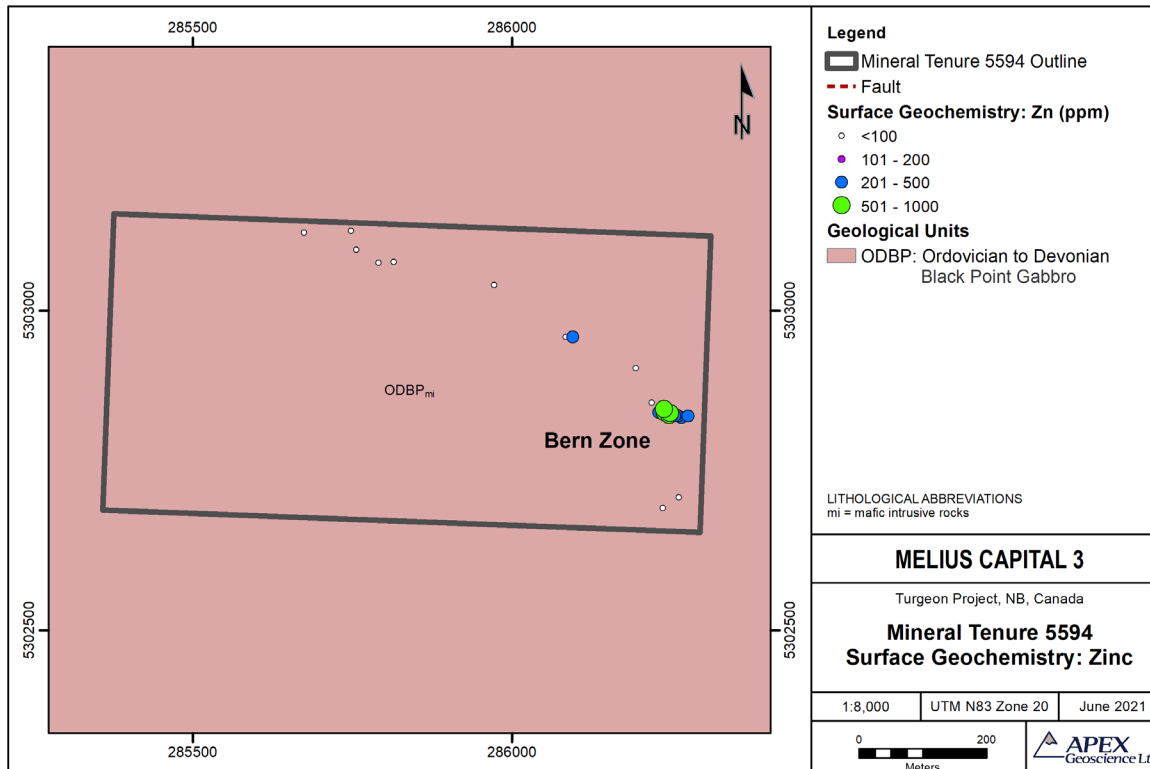 285500
286000
5303000
5303000
N
ODBPmi
Bern Zone
5302500
5302500
285500
286000
Legend
Mineral Tenure 5594 Outline
Fault
Surface Geochemistry: Zn (ppm)
<100
101 - 200
201 - 500
501 - 1000
Geological Units
ODBP: Ordovician to Devonian
Black Point Gabbro
LITHOLOGICAL ABBREVIATIONS
mi = mafic intrusive rocks
MELIUS CAPITAL 3
Turgeon Project, NB, Canada
Mineral Tenure 5594
Surface Geochemistry: Zinc
1:8,000
UTM N83 Zone 20
June 2021
0
200
Meters
APEX
Geoscience Lt